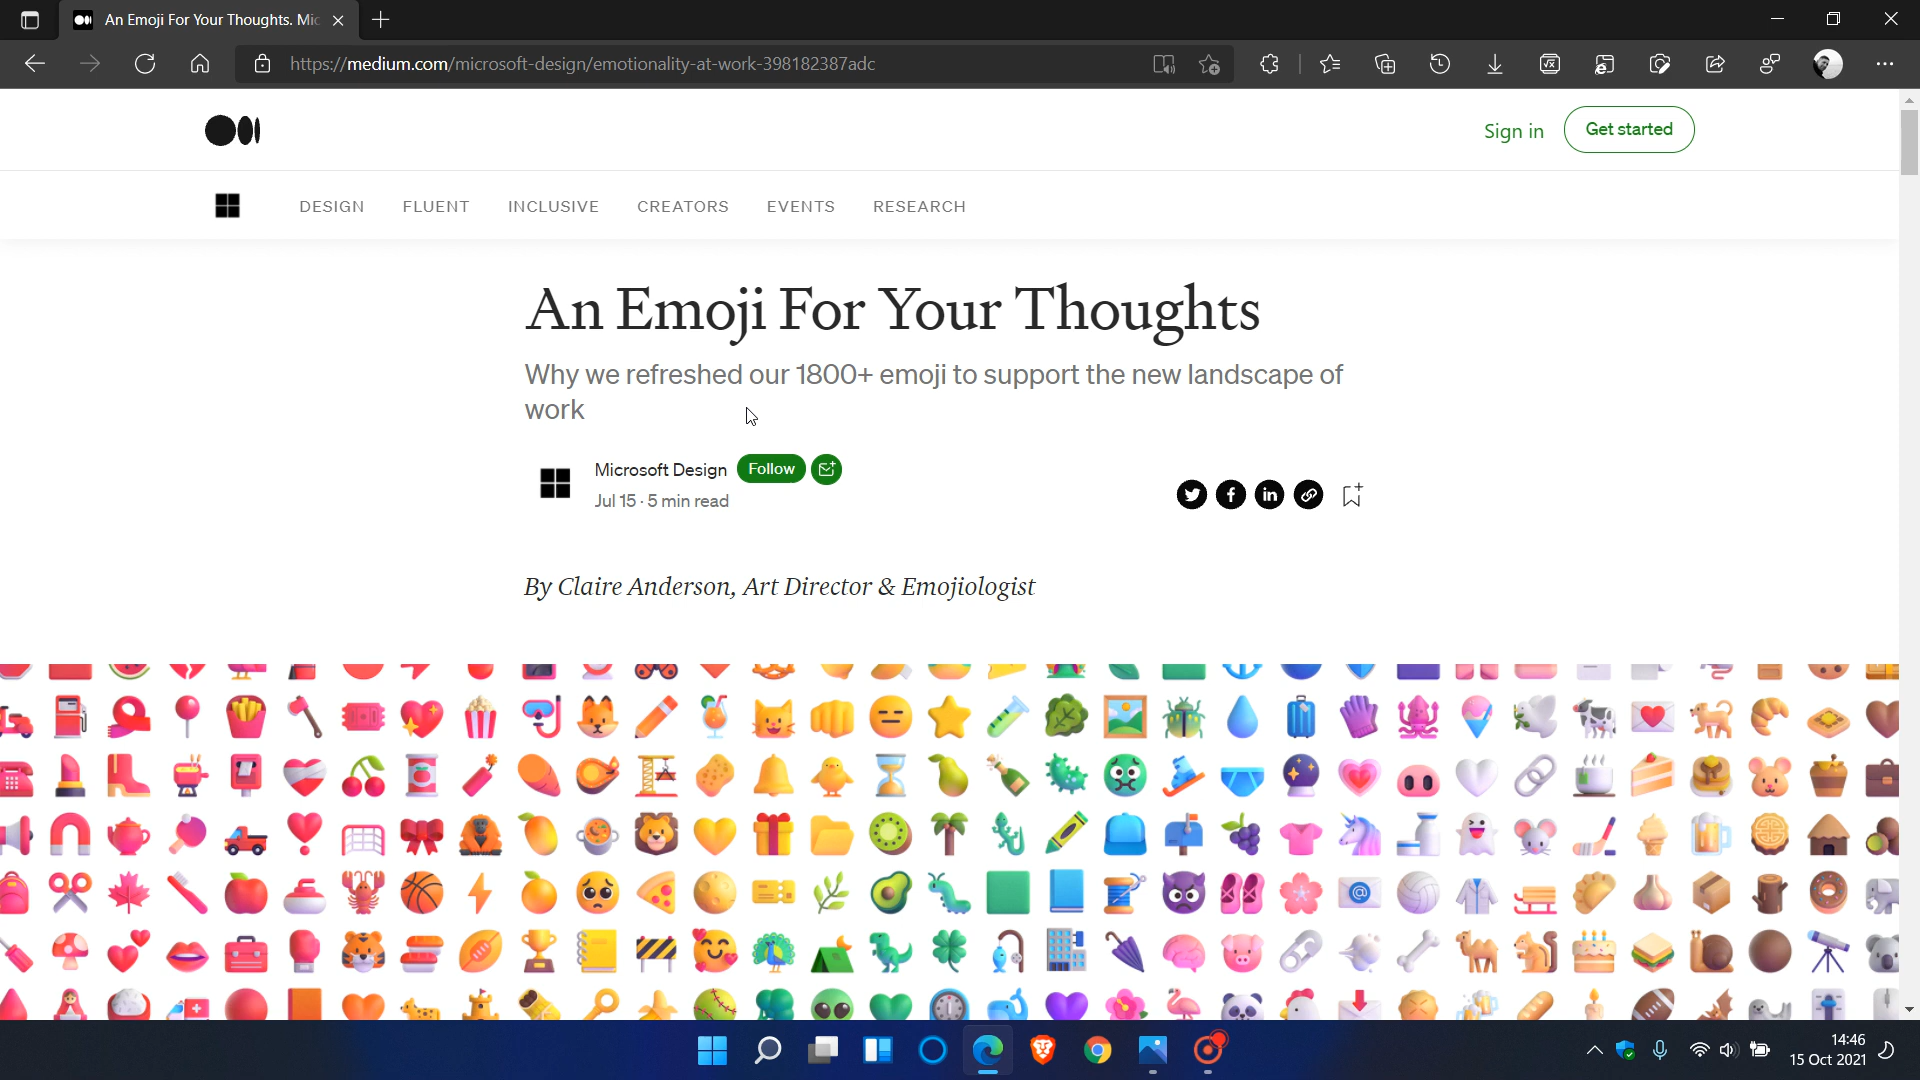 An Emoji For Your Thoughts. Mic
https://medium.com/microsoft-design/emotionality-at-work-398182387adc
Sign in
Get started
DESIGN
FLUENT
INCLUSIVE
CREATORS
EVENTS
RESEARCH
An Emoji For Your Thoughts
Why we refreshed our 1800+ emoji to support the new landscape of
work
Microsoft Design
Follow
Jul 15 · 5 min read
By Claire Anderson, Art Director & Emojiologist
14:46
15 Oct 2021